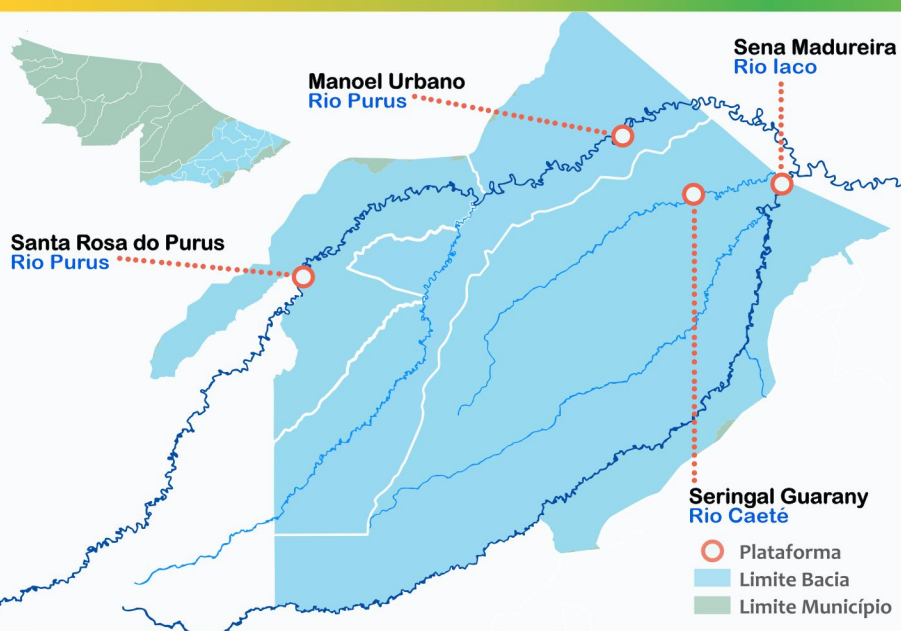 Sena Madureira
Rio Iaco
Manoel Urbano
Rio Purus
Santa Rosa do Purus
Rio Purus
Seringal Guarany
Rio Caeté
Plataforma
Limite Bacia
Limite Município